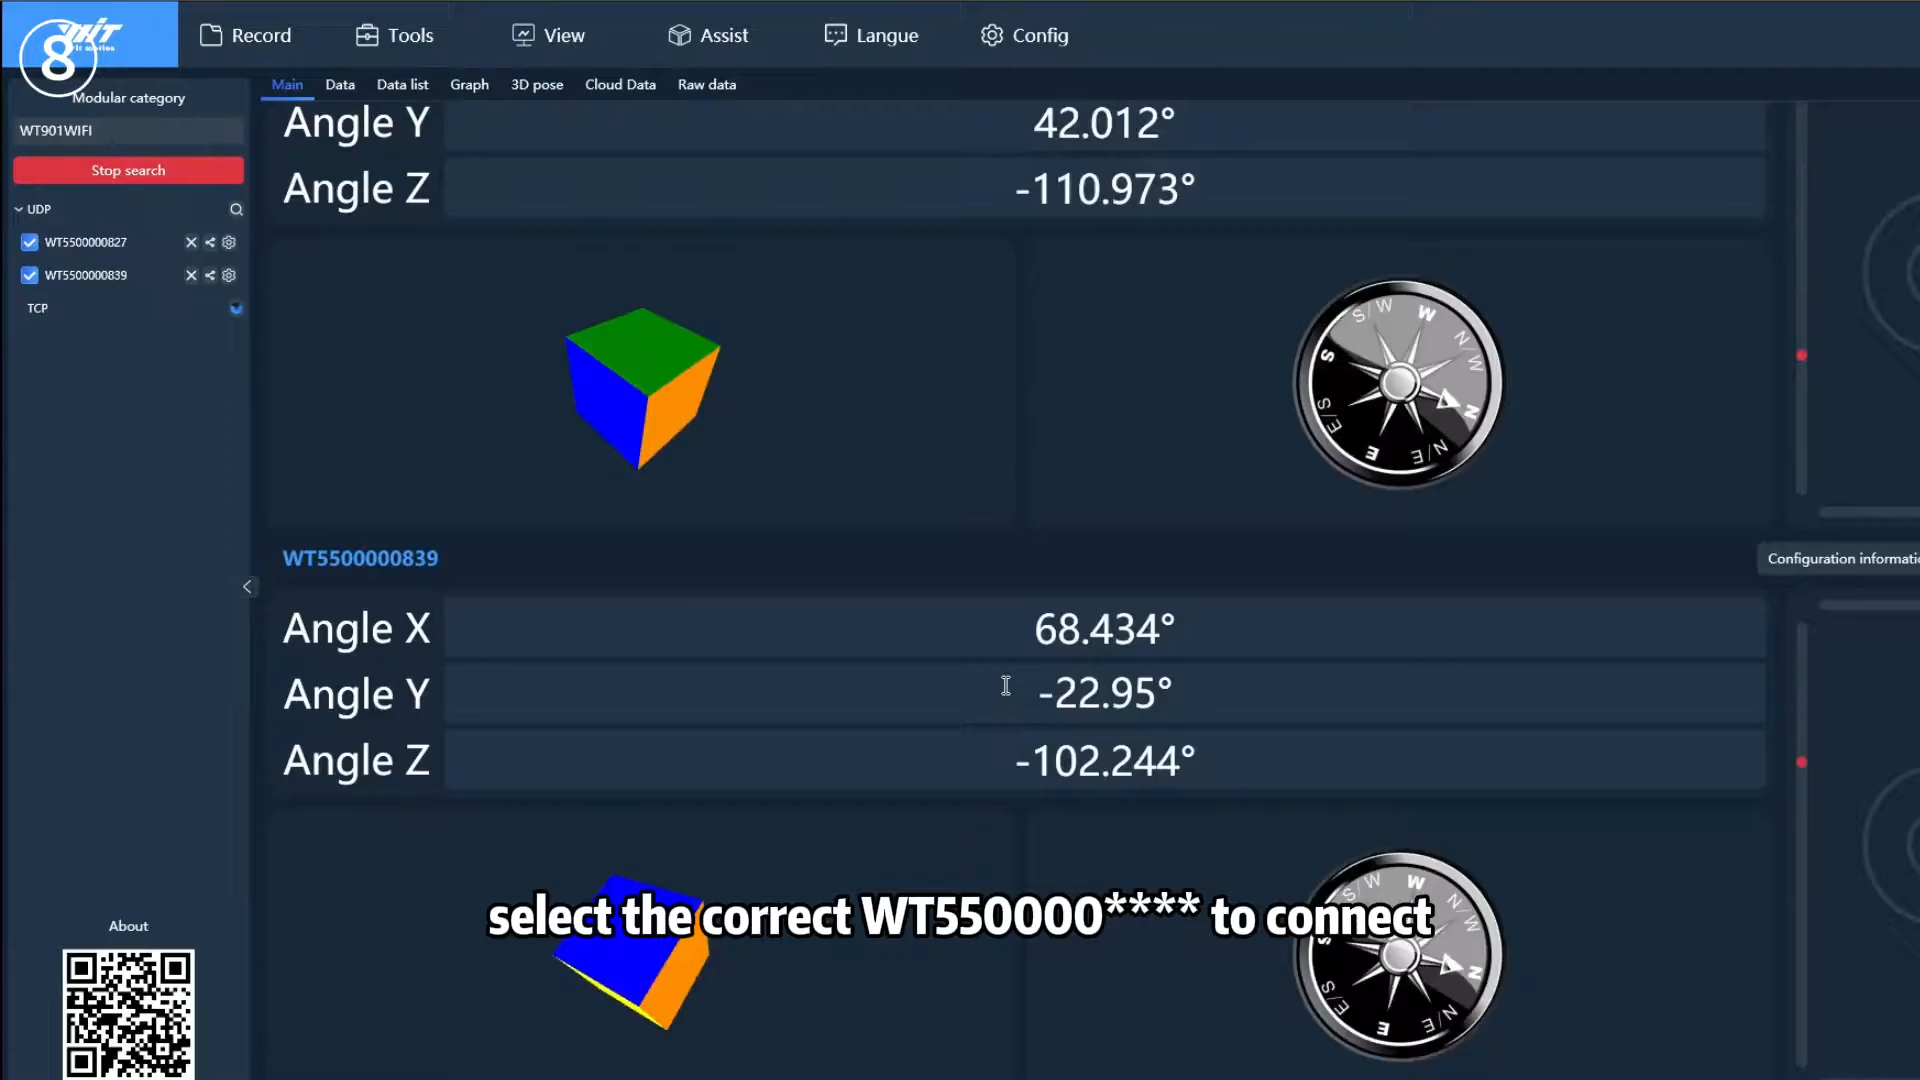 8
Record
Tools
View
Assist
Langue
Config
Modular category
WT901WIFI
Stop search
UDP
WT5500000827
WT5500000839
TCP
About
Main
Data
Data list
Graph
3D pose
Cloud Data
Raw data
Angle Y
42.012°
Angle Z
-110.973°
S/W
W
N/W
S
N
S/E
E
N/E
WT5500000839
Configuration
Angle X
68.434°
Angle Y
-22.95°
Angle Z
-102.244°
select the correct WT550000**** to connect
S/W
W
N/W
S
N
S/E
E
N/E